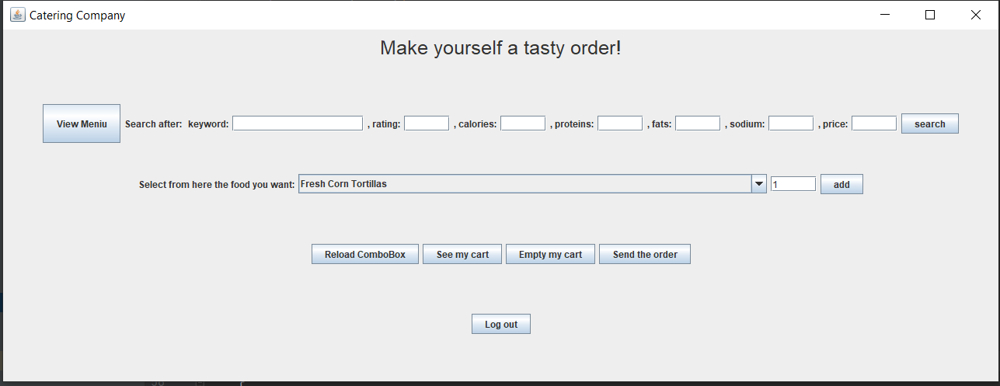 Catering Company
Make yourself a tasty order!
View Meniu Search after: keyword: , rating: , calories: , proteins: , fats: , sodium: , price: search
Select from here the food you want: Fresh Corn Tortillas 1 add
Reload ComboBox See my cart Empty my cart Send the order
Log out